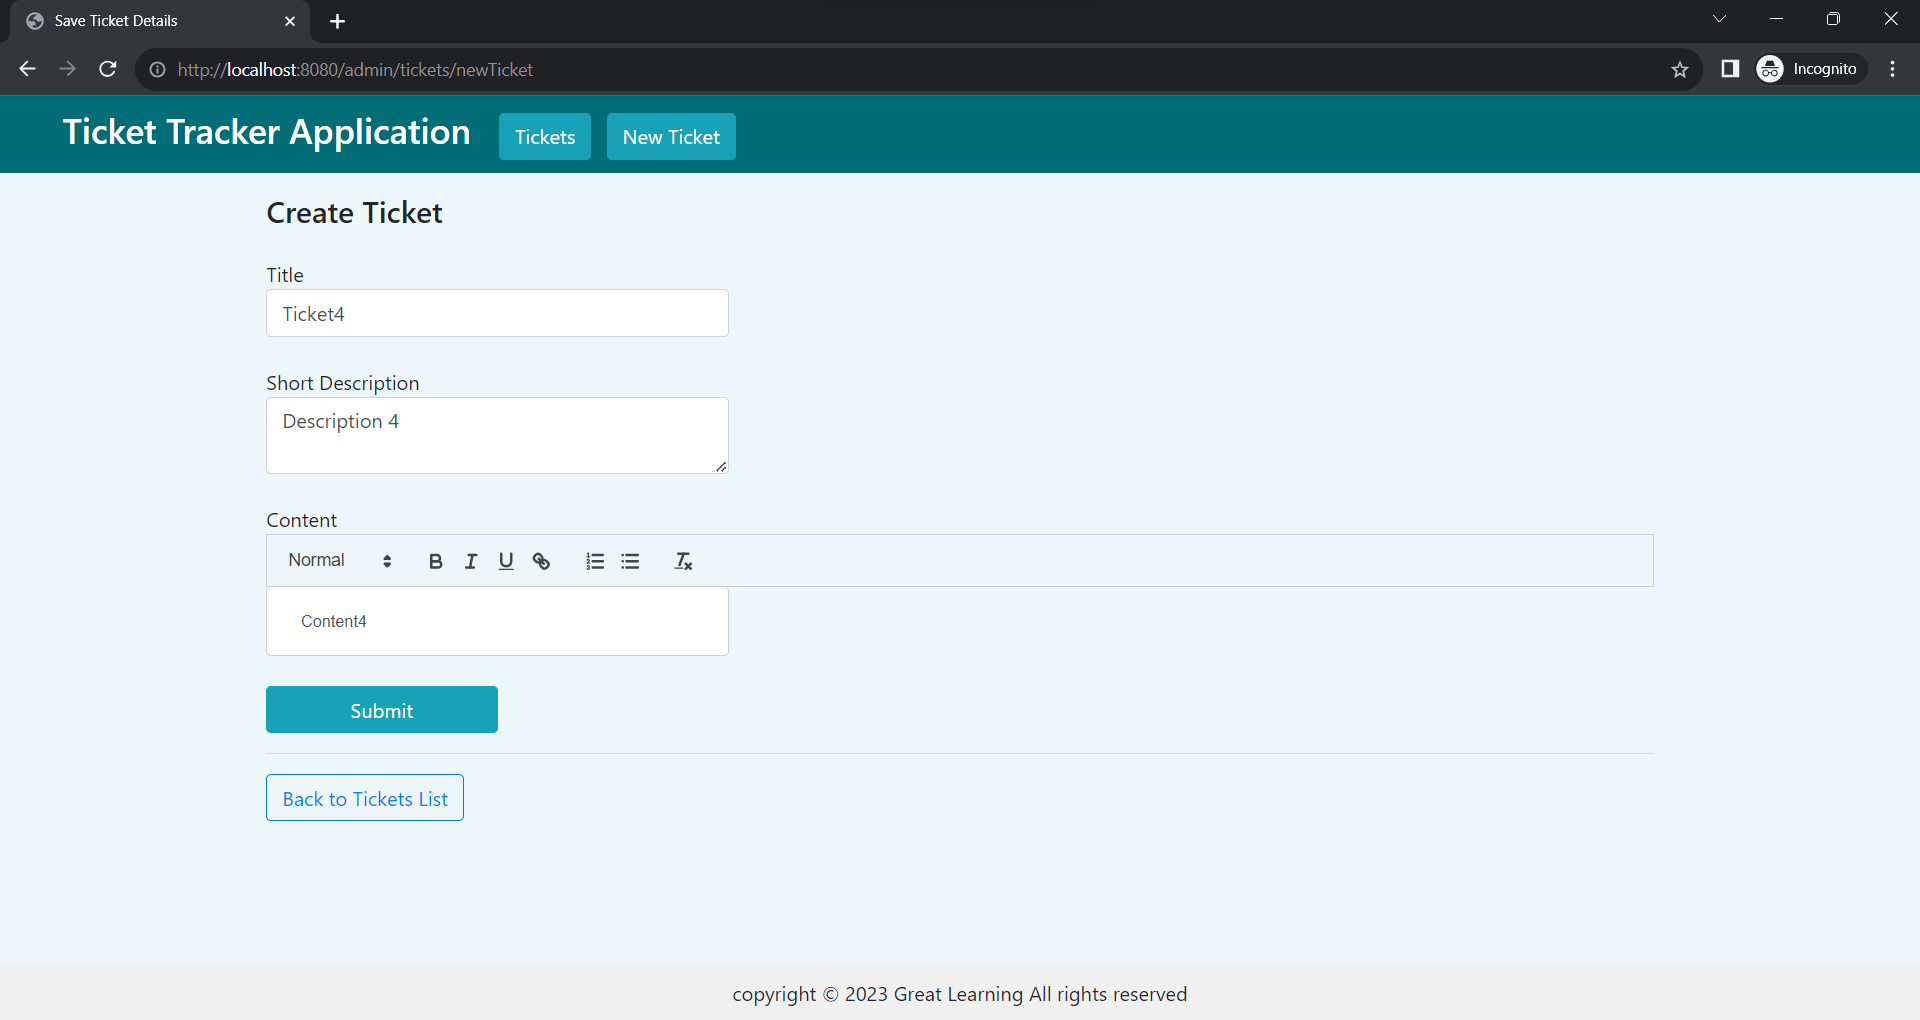 Save Ticket Details
http://localhost:8080/admin/tickets/newTicket
Incognito
Ticket Tracker Application Tickets New Ticket
Create Ticket
Title
Ticket4
Short Description
Description 4
Content
Normal
Content4
Submit
Back to Tickets List
copyright © 2023 Great Learning All rights reserved